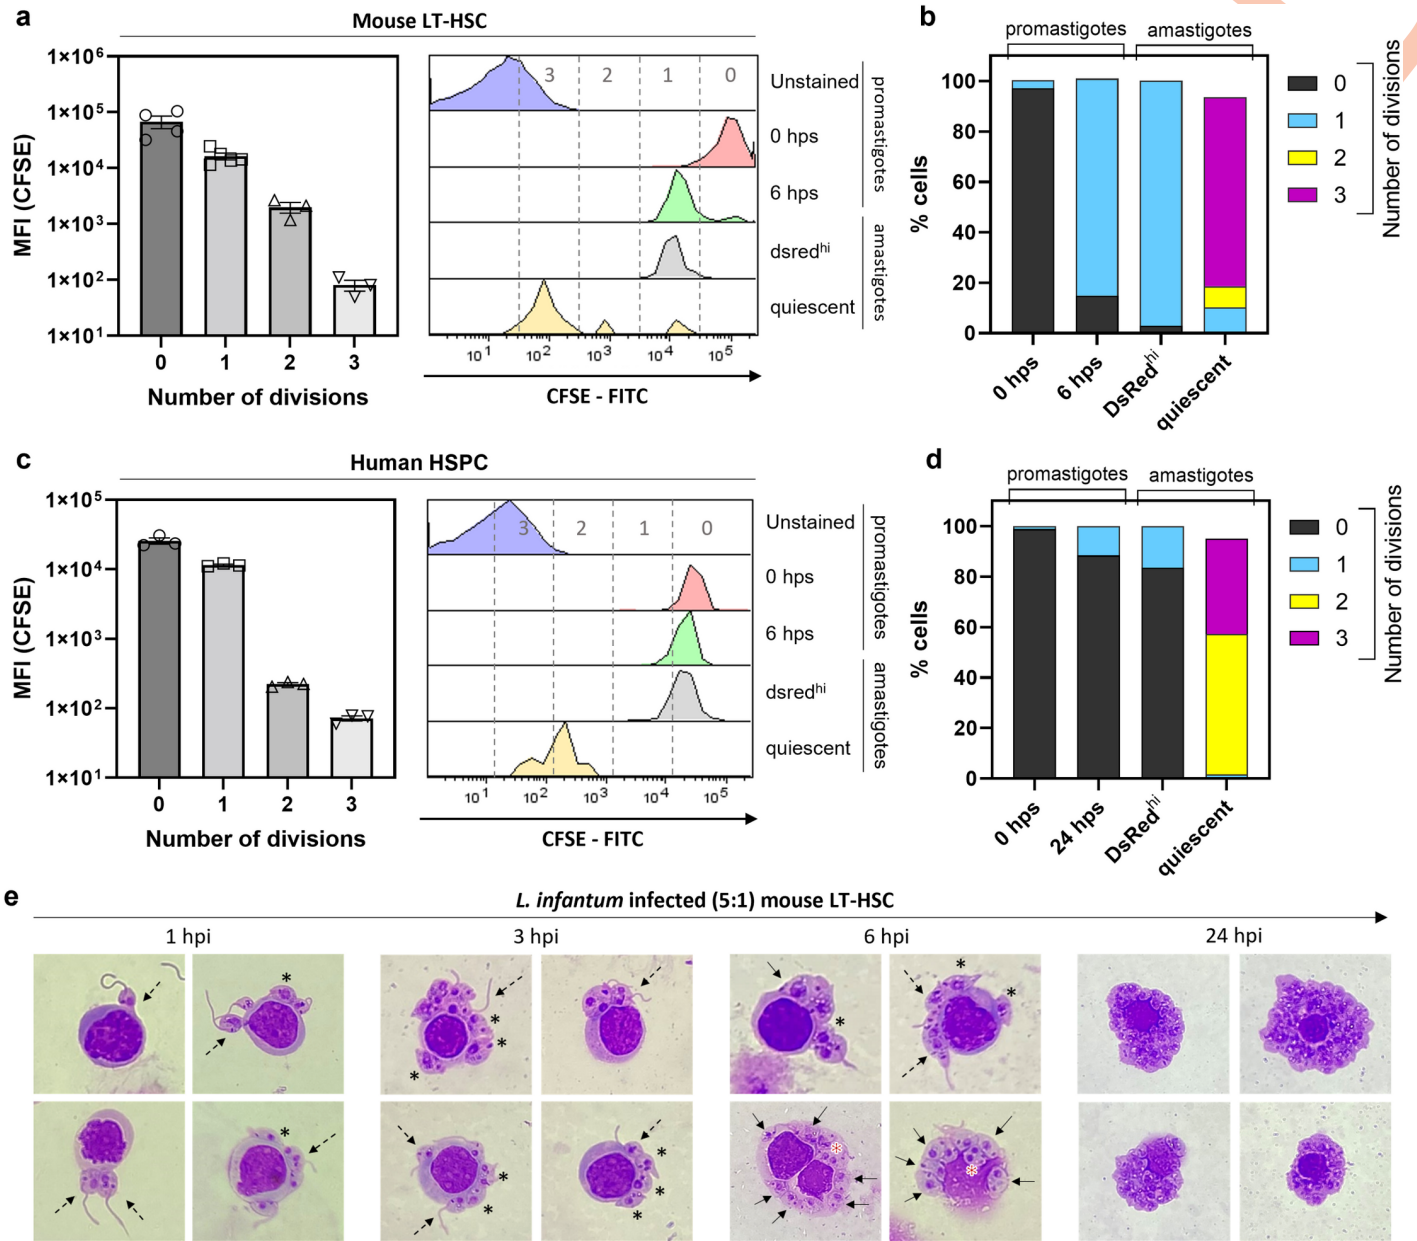 a
Mouse LT-HSC
1×10⁶
1×10⁵
1×10⁴
1×10³
1×10²
1×10¹
MFI (CFSE)
0 1 2 3
Number of divisions
3 2 1 0
Unstained
0 hps
6 hps
dsredʰⁱ
quiescent
promastigotes
amastigotes
10¹ 10² 10³ 10⁴ 10⁵
CFSE - FITC
b
promastigotes amastigotes
100
80
60
40
20
0
% cells
0 hps
6 hps
DsRedʰⁱ
quiescent
0
1
2
3
Number of divisions
c
Human HSPC
1×10⁵
1×10⁴
1×10³
1×10²
1×10¹
MFI (CFSE)
0 1 2 3
Number of divisions
3 2 1 0
Unstained
0 hps
6 hps
dsredʰⁱ
quiescent
promastigotes
amastigotes
10¹ 10² 10³ 10⁴ 10⁵
CFSE - FITC
d
promastigotes amastigotes
100
80
60
40
20
0
% cells
0 hps
24 hps
DsRedʰⁱ
quiescent
0
1
2
3
Number of divisions
e
L. infantum infected (5:1) mouse LT-HSC
1 hpi 3 hpi 6 hpi 24 hpi